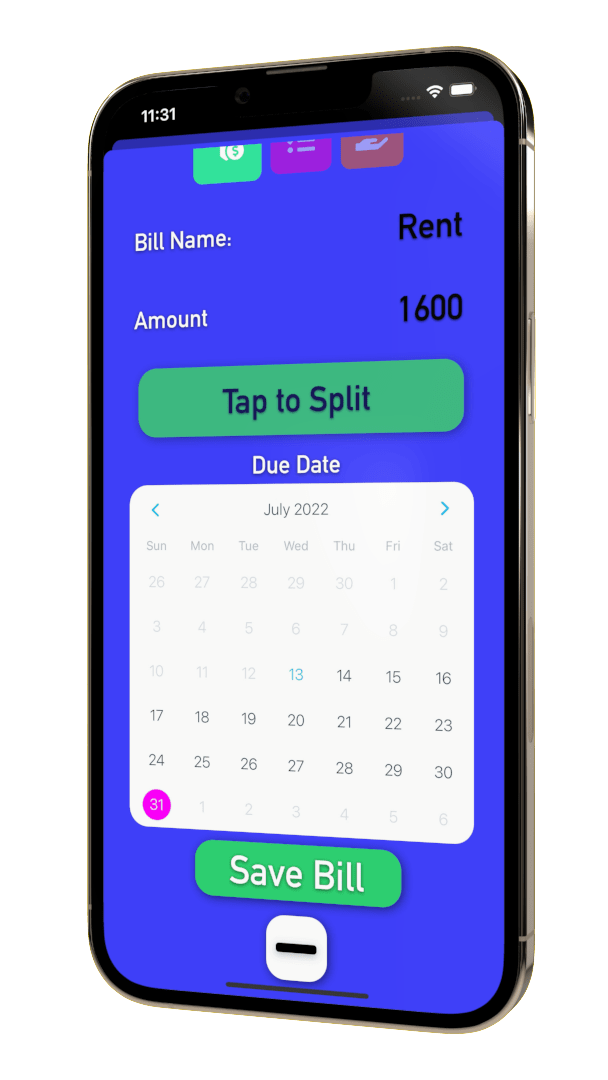 11:31
Bill Name: Rent
Amount 1600
Tap to Split
Due Date
July 2022
Sun Mon Tue Wed Thu Fri Sat
26 27 28 29 30 1 2
3 4 5 6 7 8 9
10 11 12 13 14 15 16
17 18 19 20 21 22 23
24 25 26 27 28 29 30
31 1 2 3 4 5 6
Save Bill